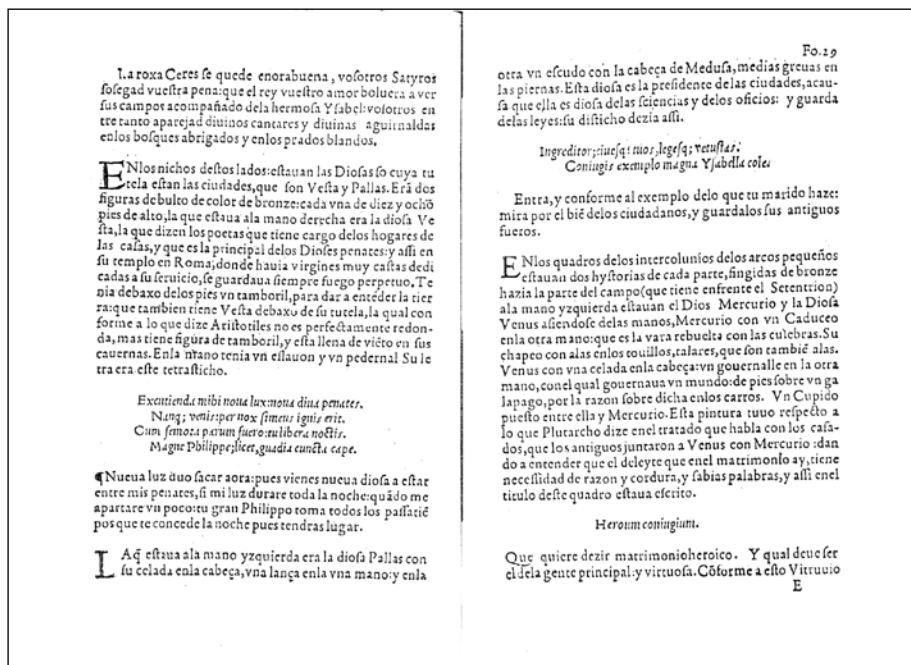 La roxa Ceres ſe quede enorabuena, voſotros Satyros
ſoſegad vueſtra pena: que el rey vueſtro amor boluera a ver
ſus campos acompañado dela hermoſa Yſabel: voſotros en
tre tanto aparejad diuinos cantares y diuinas aguirnaldas
enlos boſques abrigados y enlos prados blandos.
ENlos nichos deſtos lados: eſtauan las Dioſas ſo cuya tu
tela eſtan las ciudades, que ſon Veſta y Pallas. Erã dos
figuras de bulto de color de bronze: cada vna de diez y ocho
pies de alto, la que eſtaua ala mano derecha era la dioſa Ve
ſta, la que dizen los poetas que tiene cargo delos hogares de
las caſas, y que es la principal delos Dioſes penates: y aſſi en
ſu templo en Roma, donde hauia virgines muy caſtas dedi
cadas a ſu ſeruicio, ſe guardaua ſiempre fuego perpetuo. Te
nia debaxo delos pies vn tamboril, para dar a entẽder la tier
ra: que tambien tiene Veſta debaxo de ſu tutela, la qual con
forme a lo que dize Ariſtotiles no es perfectamente redon-
da, mas tiene figura de tamboril, y eſta llena de viẽto en ſus
cauernas. Enla mano tenia vn eſlauon y vn pedernal Su le
tra era eſte tetraſticho.
Excutienda mihi noua lux: noua diua penates.
Nanq; venis: per nox ſimeus ignis erit.
Cum ſemota parum fuero: tu libera noctis.
Magne Philippe; licet, guadia cuncta cape.
¶Nueua luz duo ſacar aora: pues vienes nueua dioſa a eſtar
entre mis penates, ſi mi luz durare toda la noche: quãdo me
apartare vn poco: tu gran Philippo toma todos los paſſatiẽ
pos que te concede la noche pues tendras lugar.
LAq̃ eſtaua ala mano yzquierda era la dioſa Pallas con
ſu celada enla cabeça, vna lança enla vna mano: y enla
Fo. 29
otra vn eſcudo con la cabeça de Meduſa, medias greuas en
las piernas. Eſta dioſa es la preſidente de las ciudades, acau-
ſa que ella es dioſa delas ſciencias y delos oficios: y guarda
delas leyes: ſu diſticho dezia aſſi.
Ingreditor; ciueſq; tuos, legeſq; vetuſtas.
Coniugis exemplo magna Yſabella coles
Entra, y conforme al exemplo delo que tu marido haze:
mira por el biẽ delos ciudadanos, y guardalos ſus antiguos
fueros.
ENlos quadros delos intercolunios delos arcos pequeños
eſtauan dos hyſtorias de cada parte, fingidas de bronze
hazia la parte del campo (que tiene enfrente el Setentrion)
ala mano yzquierda eſtauan el Dios Mercurio y la Dioſa
Venus aſiendoſe delas manos, Mercurio con vn Caduceo
enla otra mano: que es la vara rebuelta con las culebras. Su
chapeo con alas enlos touillos, talares, que ſon tambiẽ alas.
Venus con vna celada enla cabeça: vn gouernalle en la otra
mano, conel qual gouernaua vn mundo: de pies ſobre vn ga
lapago, por la razon ſobre dicha enlos carros. Vn Cupido
pueſto entre ella y Mercurio. Eſta pintura tuuo reſpecto a
lo que Plutarcho dize enel tratado que habla con los caſa-
dos, que los antiguos juntaron a Venus con Mercurio: dan
do a entender que el deleyte que enel matrimonio ay, tiene
neceſſidad de razon y cordura, y ſabias palabras, y aſſi enel
titulo deſte quadro eſtaua eſcrito.
Heroum coniugium.
Que quiere dezir matrimonio heroico. Y qual deue ſer
el dela gente principal: y virtuoſa. Cõforme a eſto Vitruuio
E